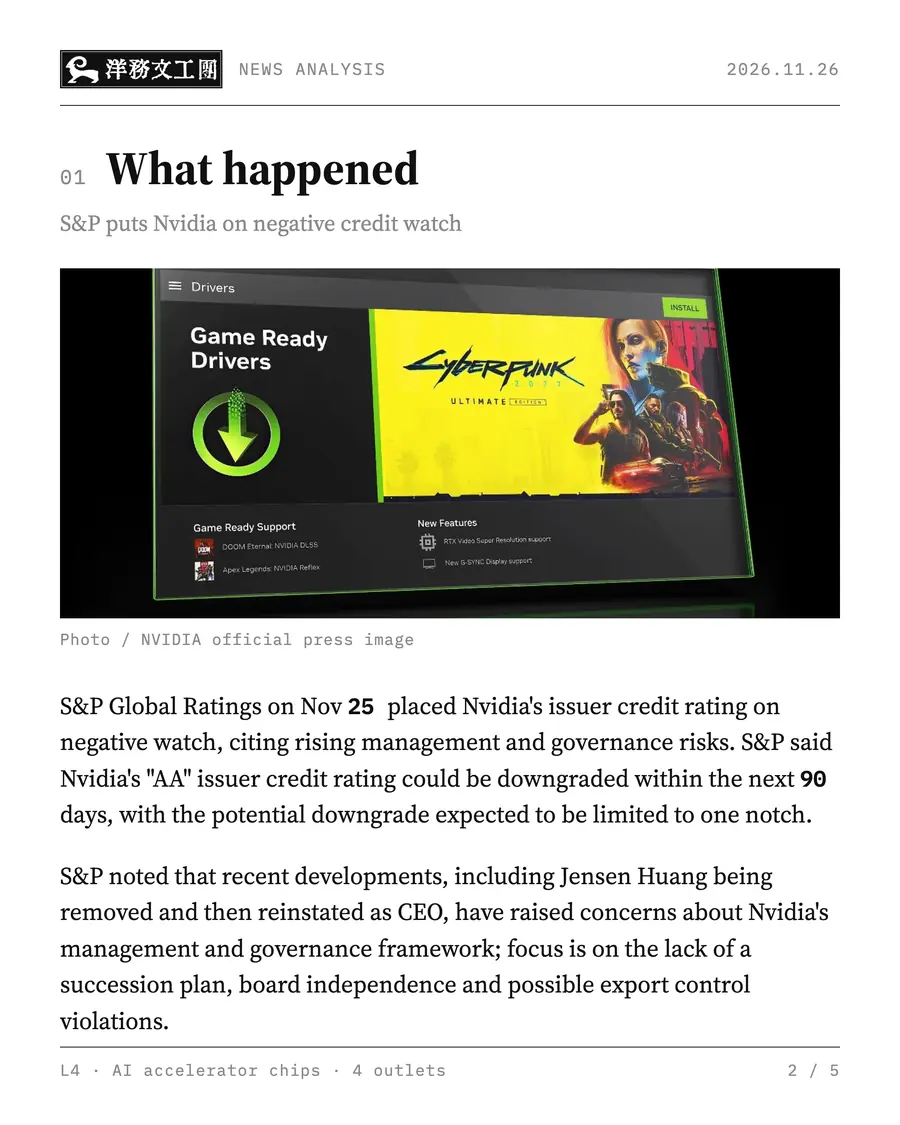 洋務文工團
NEWS ANALYSIS
2026.11.26
01 What happened
S&P puts Nvidia on negative credit watch
Drivers
INSTALL
Game Ready
Drivers
CYBERPUNK
2077
ULTIMATE EDITION
Game Ready Support
DOOM Eternal: NVIDIA DLSS
Apex Legends: NVIDIA Reflex
New Features
RTX Video Super Resolution support
New G-SYNC Display support
Photo / NVIDIA official press image
S&P Global Ratings on Nov 25 placed Nvidia's issuer credit rating on
negative watch, citing rising management and governance risks. S&P said
Nvidia's "AA" issuer credit rating could be downgraded within the next 90
days, with the potential downgrade expected to be limited to one notch.
S&P noted that recent developments, including Jensen Huang being
removed and then reinstated as CEO, have raised concerns about Nvidia's
management and governance framework; focus is on the lack of a
succession plan, board independence and possible export control
violations.
L4 · AI accelerator chips · 4 outlets
2 / 5